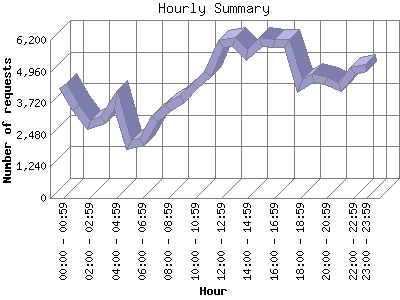 Hourly Summary
Number of requests
6,200
4,960
3,720
2,480
1,240
0
00:00 - 00:59
02:00 - 02:59
04:00 - 04:59
06:00 - 06:59
08:00 - 08:59
10:00 - 10:59
12:00 - 12:59
14:00 - 14:59
16:00 - 16:59
18:00 - 18:59
20:00 - 20:59
22:00 - 22:59
23:00 - 23:59
Hour